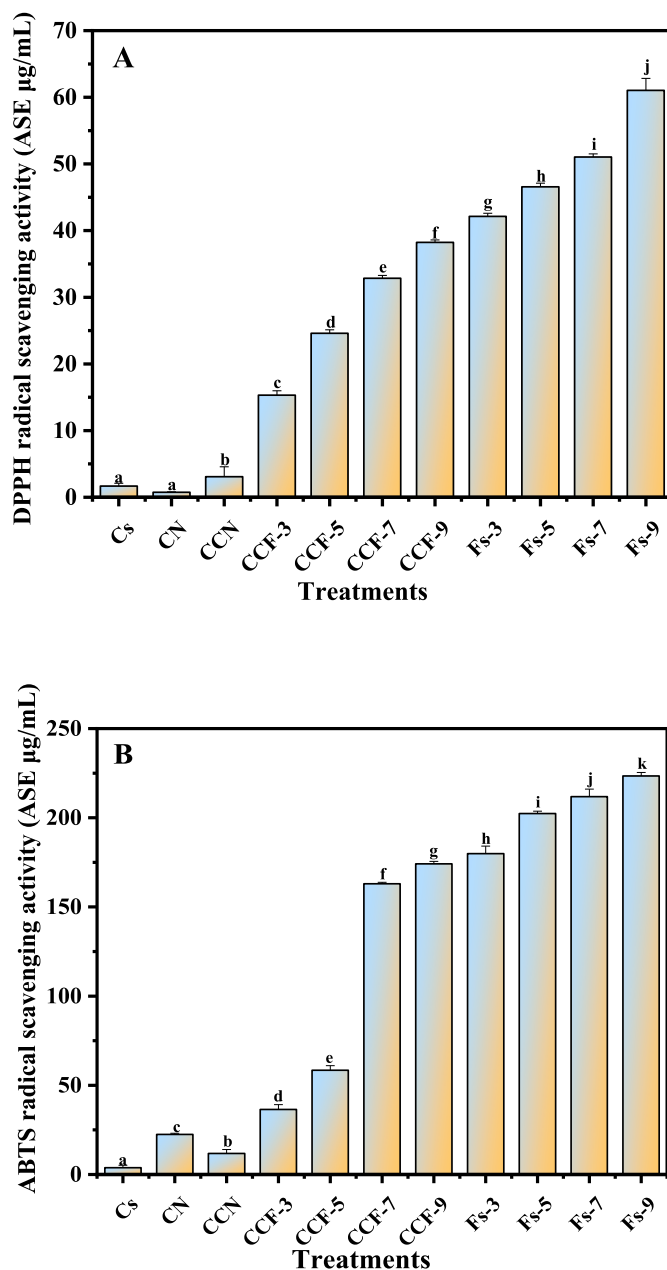 A
DPPH radical scavenging activity (ASE µg/mL)
70
60
50
40
30
20
10
0
a
a
b
c
d
e
f
g
h
i
j
Cs
CN
CCN
CCF-3
CCF-5
CCF-7
CCF-9
Fs-3
Fs-5
Fs-7
Fs-9
Treatments
B
ABTS radical scavenging activity (ASE µg/mL)
250
200
150
100
50
0
a
c
b
d
e
f
g
h
i
j
k
Cs
CN
CCN
CCF-3
CCF-5
CCF-7
CCF-9
Fs-3
Fs-5
Fs-7
Fs-9
Treatments